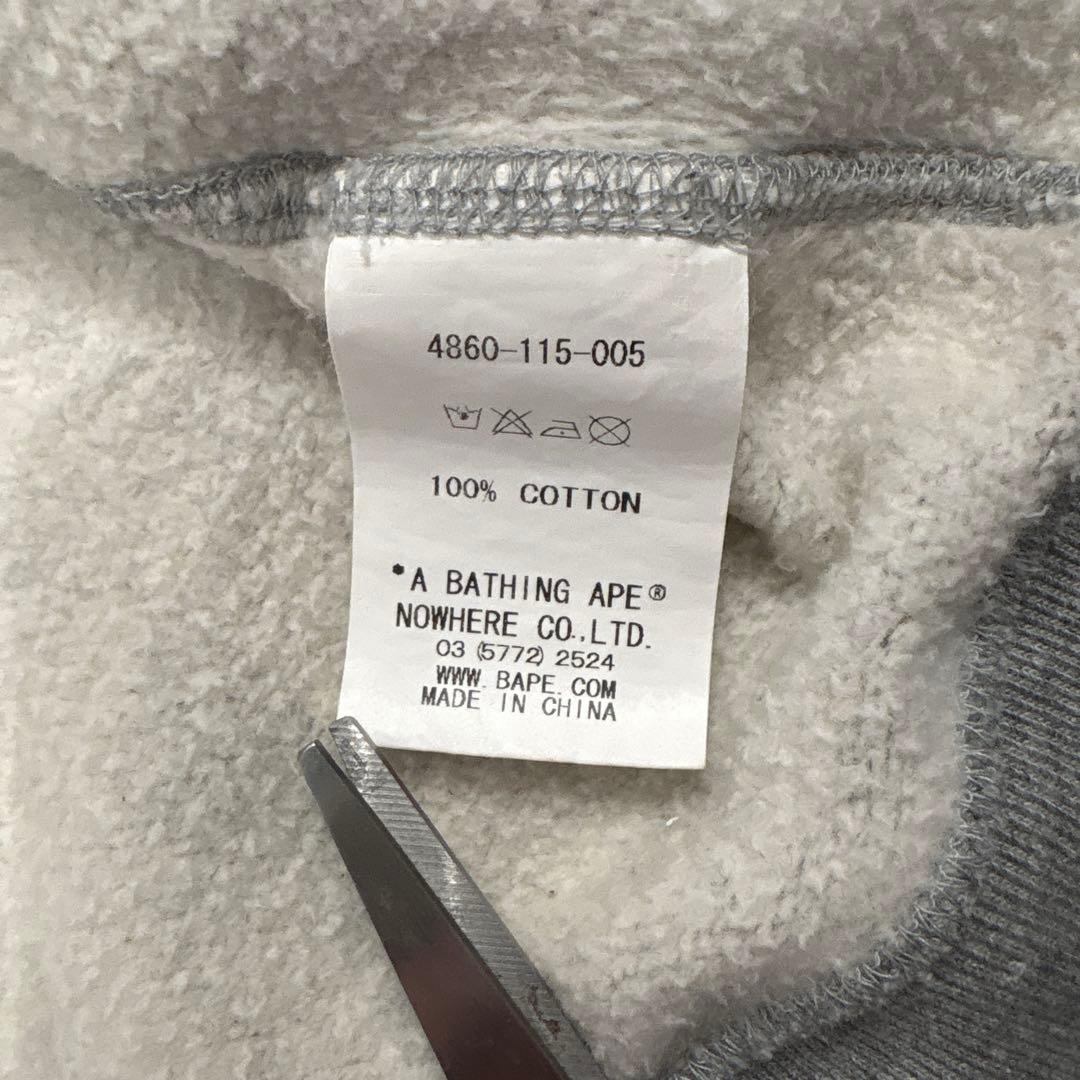 4860-115-005
100% COTTON
*A BATHING APE®
NOWHERE CO.,LTD.
03 (5772) 2524
WWW. BAPE. COM
MADE IN CHINA